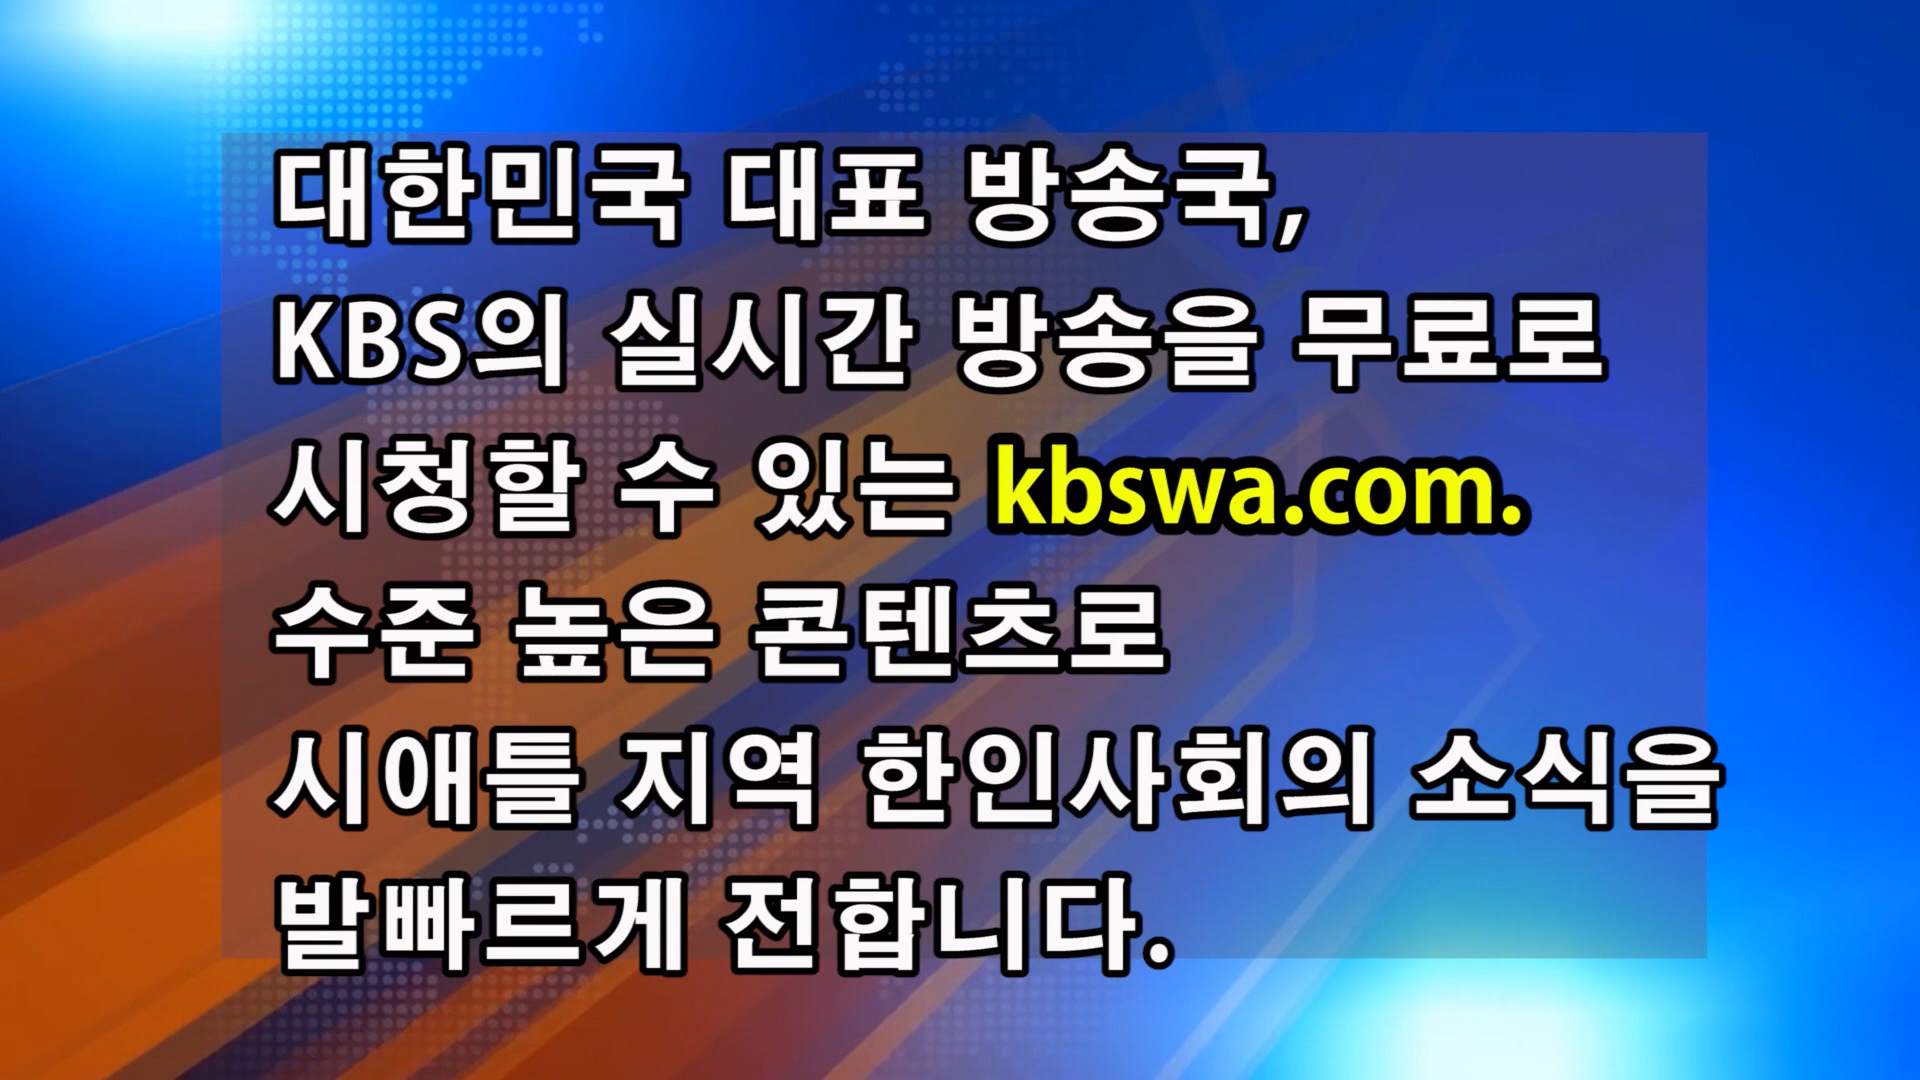 대한민국 대표 방송국,
KBS의 실시간 방송을 무료로
시청할 수 있는 kbswa.com.
수준 높은 콘텐츠로
시애틀 지역 한인사회의 소식을
발빠르게 전합니다.